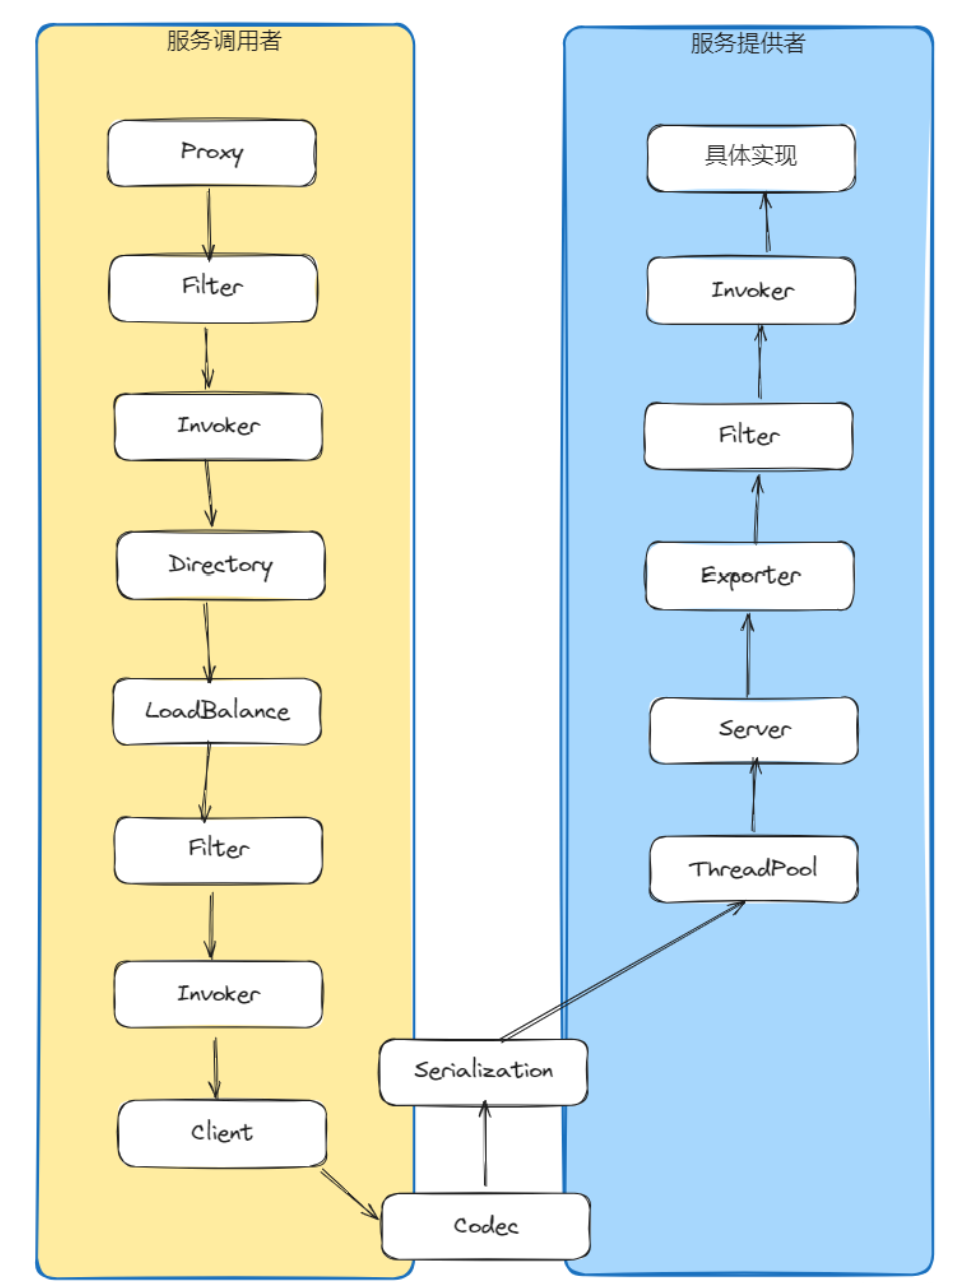 服务调用者
Proxy
Filter
Invoker
Directory
LoadBalance
Filter
Invoker
Client
Codec
Serialization
服务提供者
具体实现
Invoker
Filter
Exporter
Server
ThreadPool